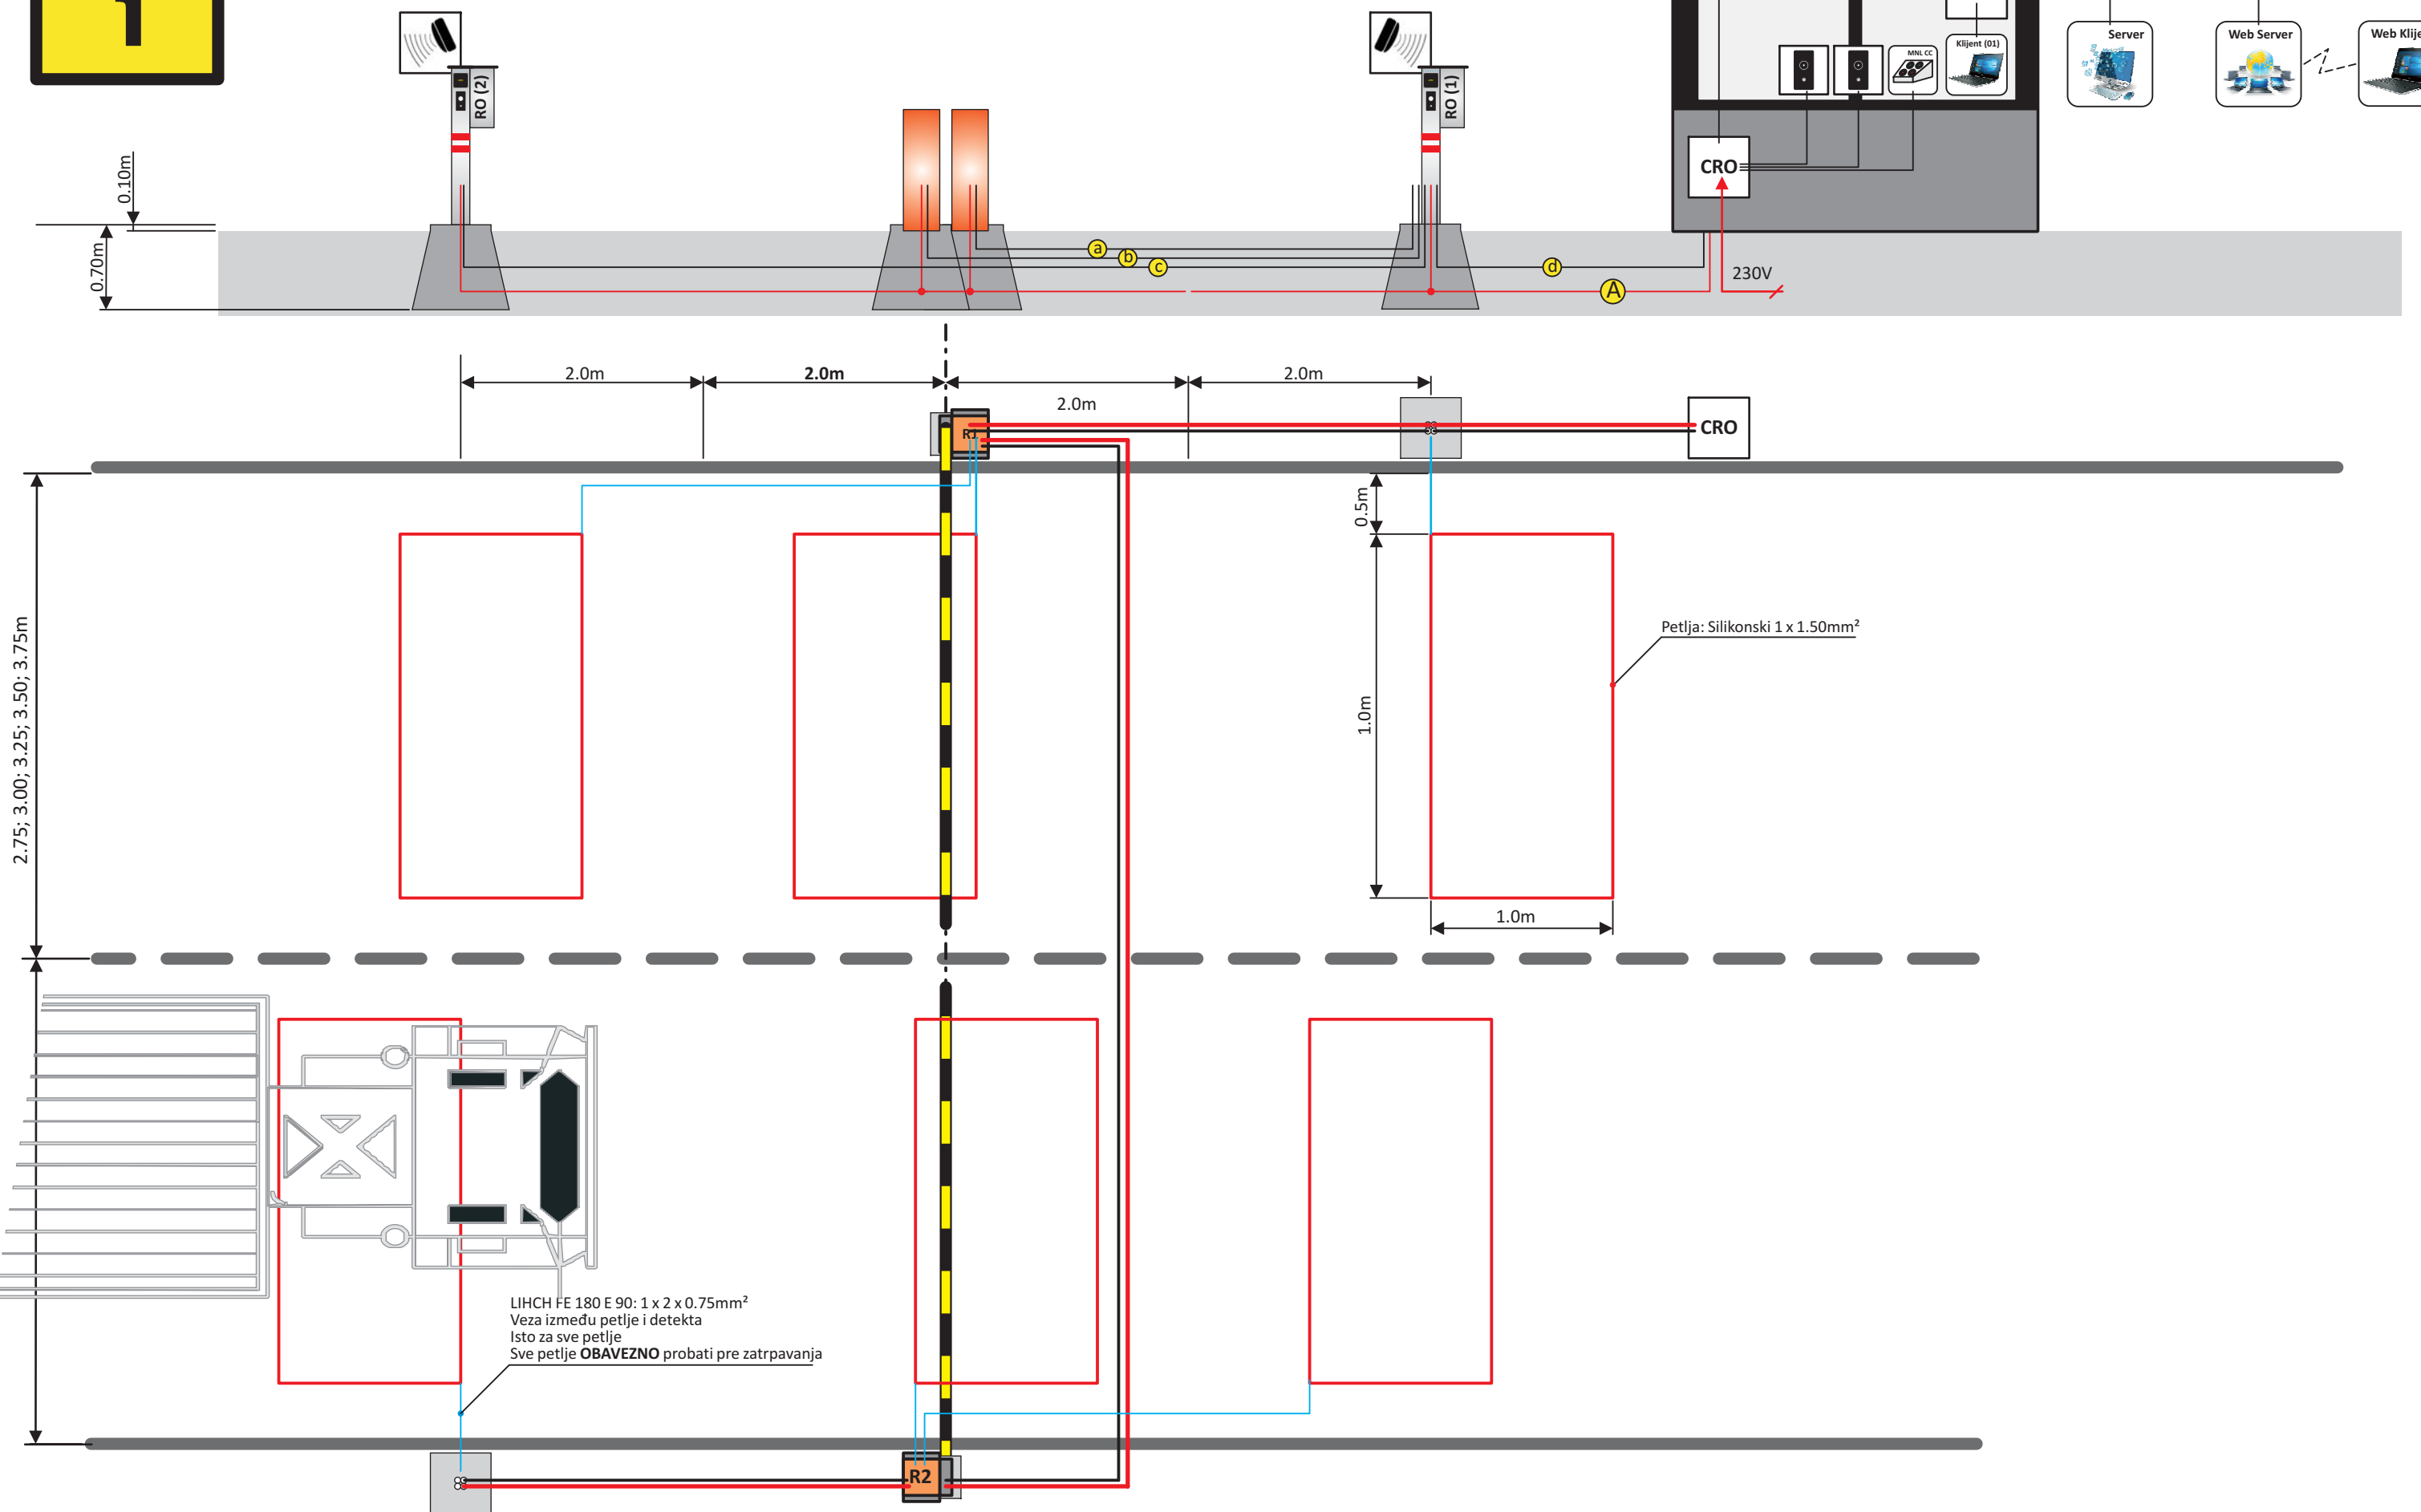 RO (2)
RO (1)
MNL CC
Klijent (01)
Server
Web Server
CRO
0.10m
0.70m
a
b
c
d
A
230V
2.0m
2.0m
2.0m
2.0m
R1
CRO
0.5m
2.75; 3.00; 3.25; 3.50; 3.75m
1.0m
Petlja: Silikonski 1 x 1.50mm²
1.0m
LIHCH FE 180 E 90: 1 x 2 x 0.75mm²
Veza između petlje i detekta
Isto za sve petlje
Sve petlje OBAVEZNO probati pre zatrpavanja
R2